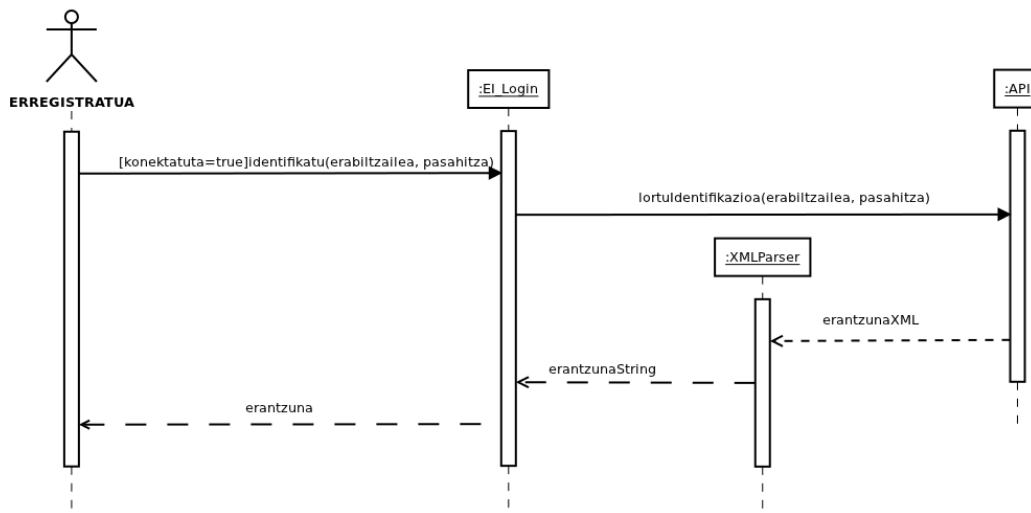 ERREGISTRATUA
:EI_Login
:API
[konektatuta=true]identifikatu(erabiltzailea, pasahitza)
lortuIdentifikazioa(erabiltzailea, pasahitza)
:XMLParser
erantzunaXML
erantzunaString
erantzuna